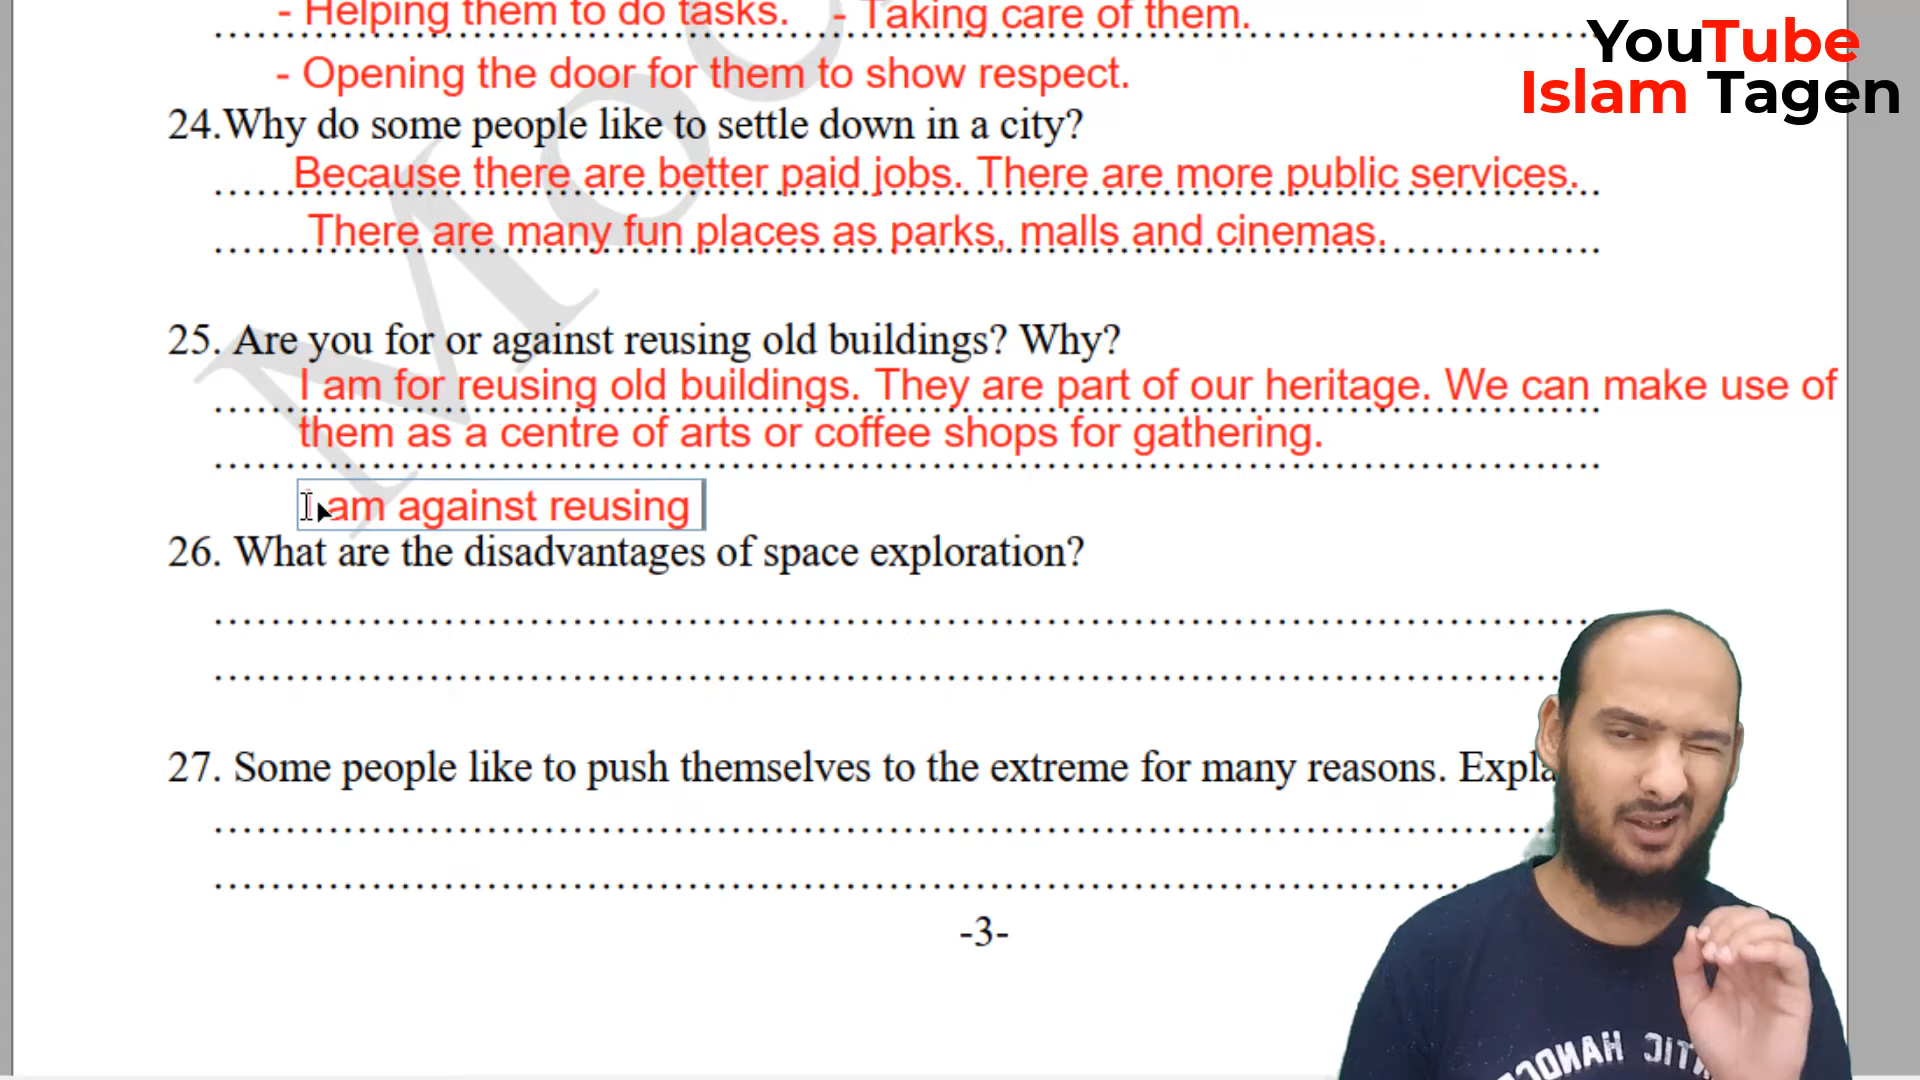 - Helping them to do tasks. - Taking care of them.
YouTube
Islam Tagen
- Opening the door for them to show respect.
24.Why do some people like to settle down in a city?
Because there are better paid jobs. There are more public services.
There are many fun places as parks, malls and cinemas.
25. Are you for or against reusing old buildings? Why?
I am for reusing old buildings. They are part of our heritage. We can make use of
them as a centre of arts or coffee shops for gathering.
I am against reusing
26. What are the disadvantages of space exploration?
27. Some people like to push themselves to the extreme for many reasons.
-3-